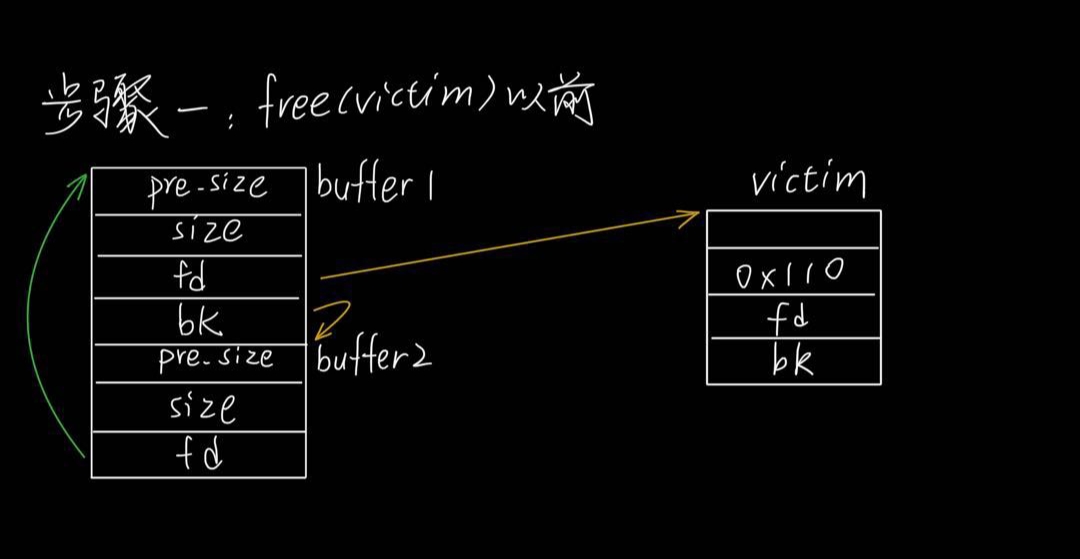 步骤一：free(victim)以前
pre-size
buffer1
size
fd
bk
pre-size
buffer2
size
fd
victim
0x110
fd
bk